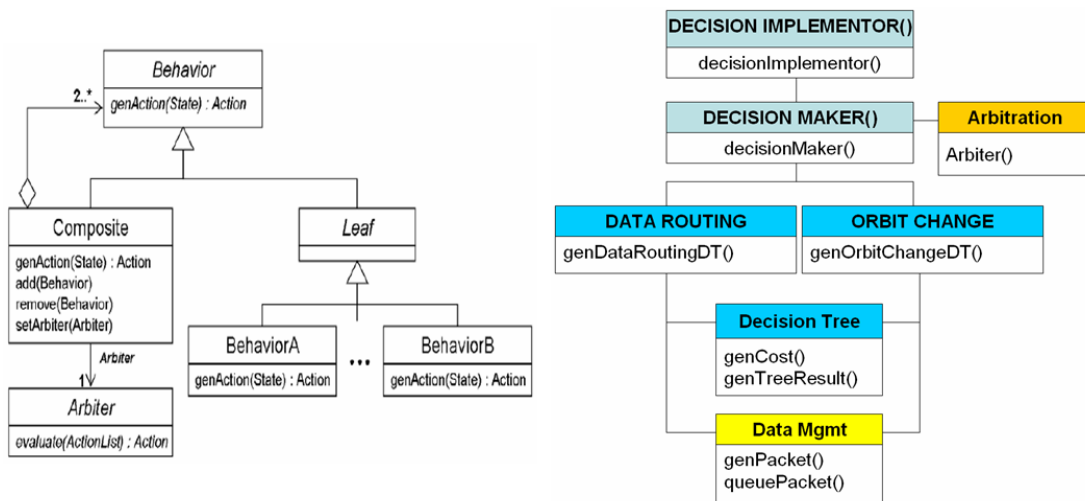 Behavior
genAction(State) : Action
2..*
Composite
genAction(State) : Action
add(Behavior)
remove(Behavior)
setArbiter(Arbiter)
Leaf
BehaviorA
genAction(State) : Action
...
BehaviorB
genAction(State) : Action
Arbiter
1
Arbiter
evaluate(ActionList) : Action
DECISION IMPLEMENTOR()
decisionImplementor()
DECISION MAKER()
decisionMaker()
Arbitration
Arbiter()
DATA ROUTING
genDataRoutingDT()
ORBIT CHANGE
genOrbitChangeDT()
Decision Tree
genCost()
genTreeResult()
Data Mgmt
genPacket()
queuePacket()